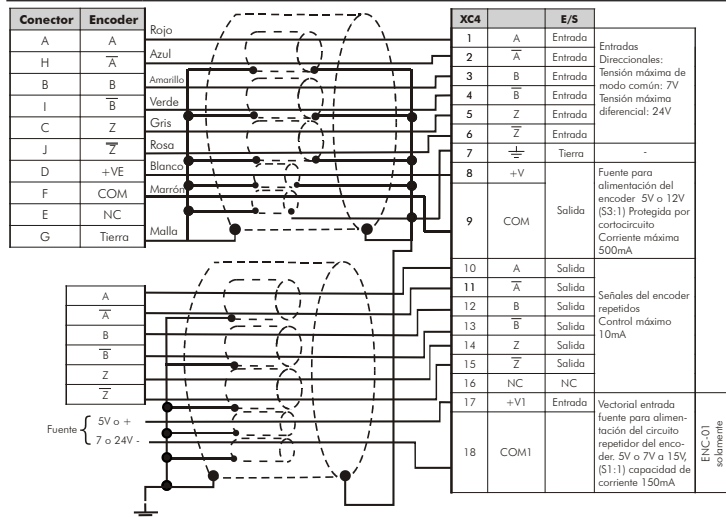 Conector Encoder
A A Rojo
H A̅ Azul
B B Amarillo
I B̅ Verde
C Z Gris
J Z̅ Rosa
D +VE Blanco
F COM Marrón
E NC
G Tierra Malla
XC4 E/S
1 A Entrada
2 A̅ Entrada
3 B Entrada
4 B̅ Entrada
5 Z Entrada
6 Z̅ Entrada
Entradas
Direccionales:
Tensión máxima de
modo común: 7V
Tensión máxima
diferencial: 24V
7 Tierra -
8 +V
9 COM
Salida
Fuente para
alimentación del
encoder 5V o 12V
(S3:1) Protegida por
cortocircuito
Corriente máxima
500mA
10 A Salida
11 A̅ Salida
12 B Salida
13 B̅ Salida
14 Z Salida
15 Z̅ Salida
16 NC NC
Señales del encoder
repetidos
Control máximo
10mA
17 +V1 Entrada
18 COM1
Vectorial entrada
fuente para alimen-
tación del circuito
repetidor del enco-
der. 5V o 7V a 15V,
(S1:1) capacidad de
corriente 150mA
ENC-01
solamente
A
A̅
B
B̅
Z
Z̅
Fuente
5V o +
7 o 24V -